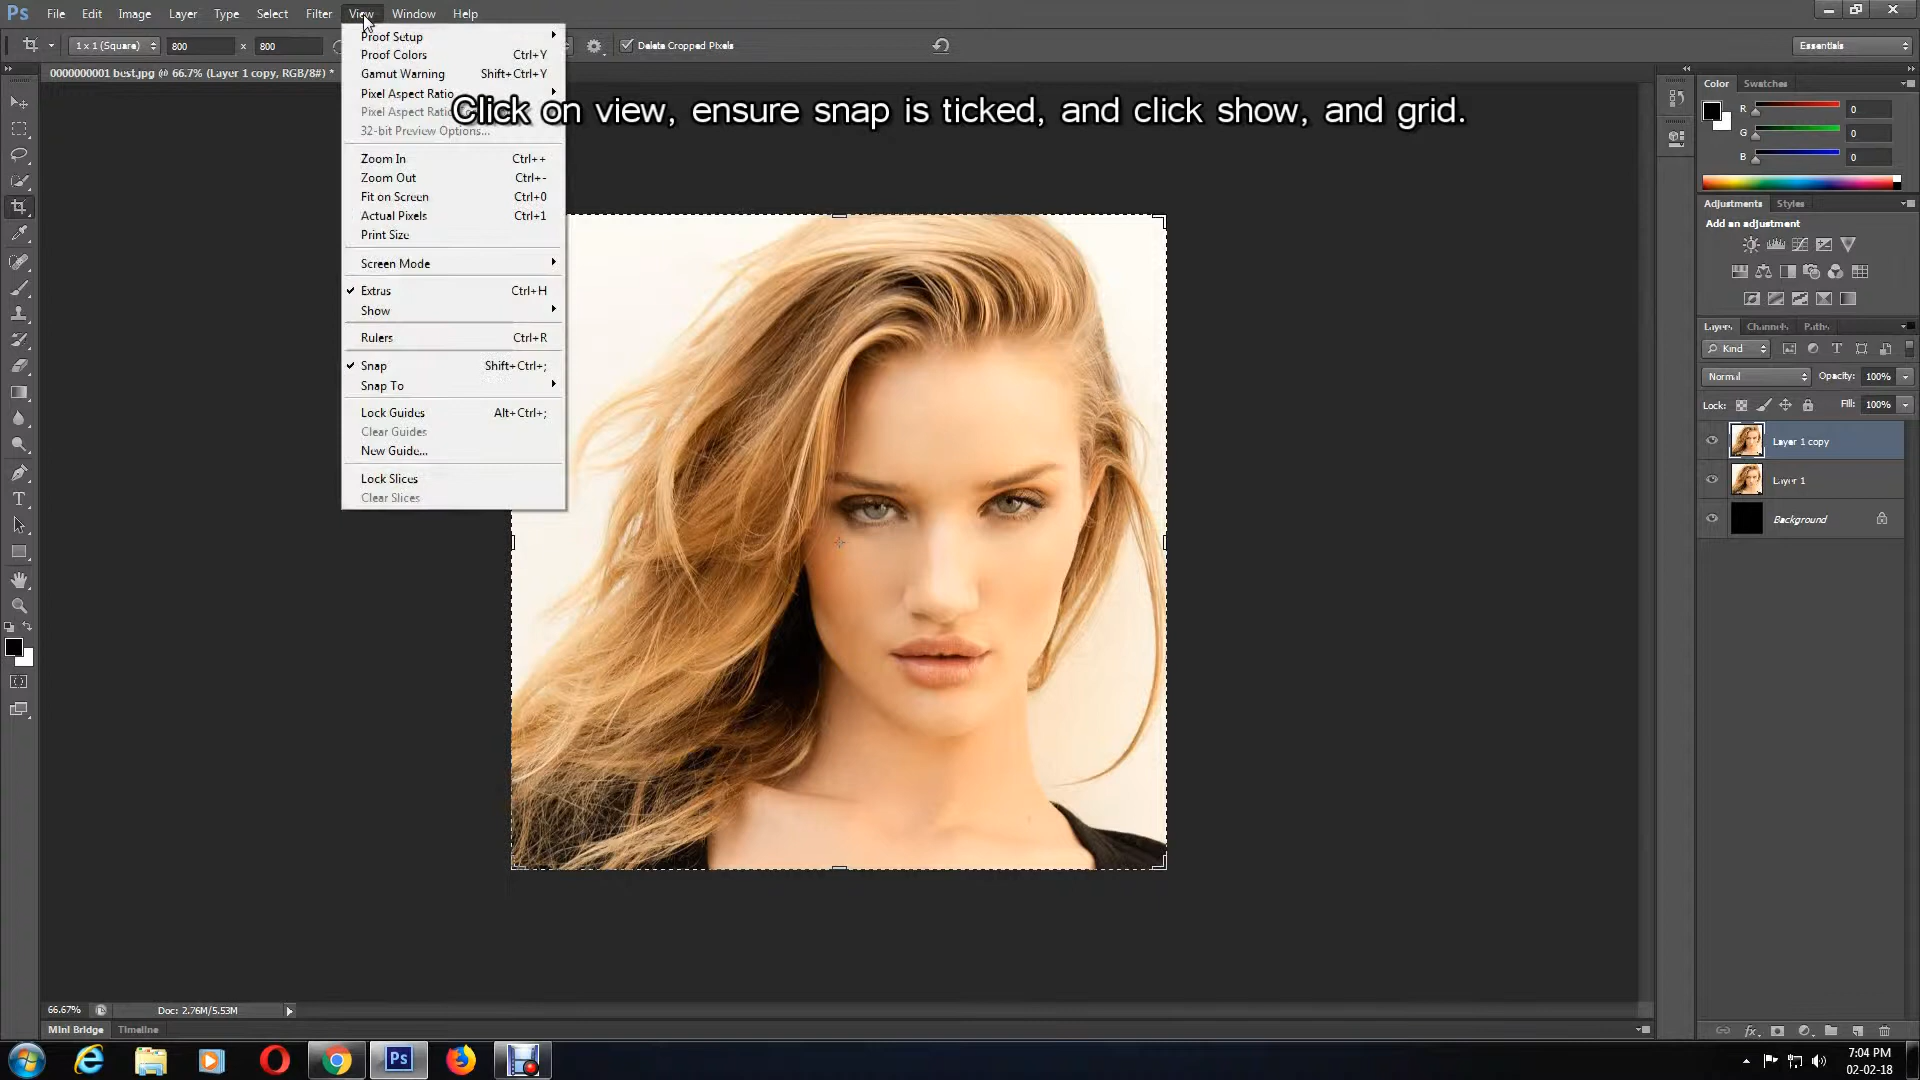 Ps File Edit Image Layer Type Select Filter View Window Help
1 x 1 (Square) 800 x 800 Delete Cropped Pixels Essentials
0000000001 best.jpg @ 66.7% (Layer 1 copy, RGB/8#) *
Proof Setup
Proof Colors Ctrl+Y
Gamut Warning Shift+Ctrl+Y
Pixel Aspect Ratio
Pixel Aspect Ratio
32-bit Preview Options...
Zoom In Ctrl++
Zoom Out Ctrl+-
Fit on Screen Ctrl+0
Actual Pixels Ctrl+1
Print Size
Screen Mode
Extras Ctrl+H
Show
Rulers Ctrl+R
Snap Shift+Ctrl+;
Snap To
Lock Guides Alt+Ctrl+;
Clear Guides
New Guide...
Lock Slices
Clear Slices
Click on view, ensure snap is ticked, and click show, and grid.
Color Swatches
R 0
G 0
B 0
Adjustments Styles
Add an adjustment
Layers Channels Paths
Kind
Normal Opacity: 100%
Lock: Fill: 100%
Layer 1 copy
Layer 1
Background
66.67% Doc: 2.76M/5.53M
Mini Bridge Timeline
Ps
7:04 PM
02-02-18